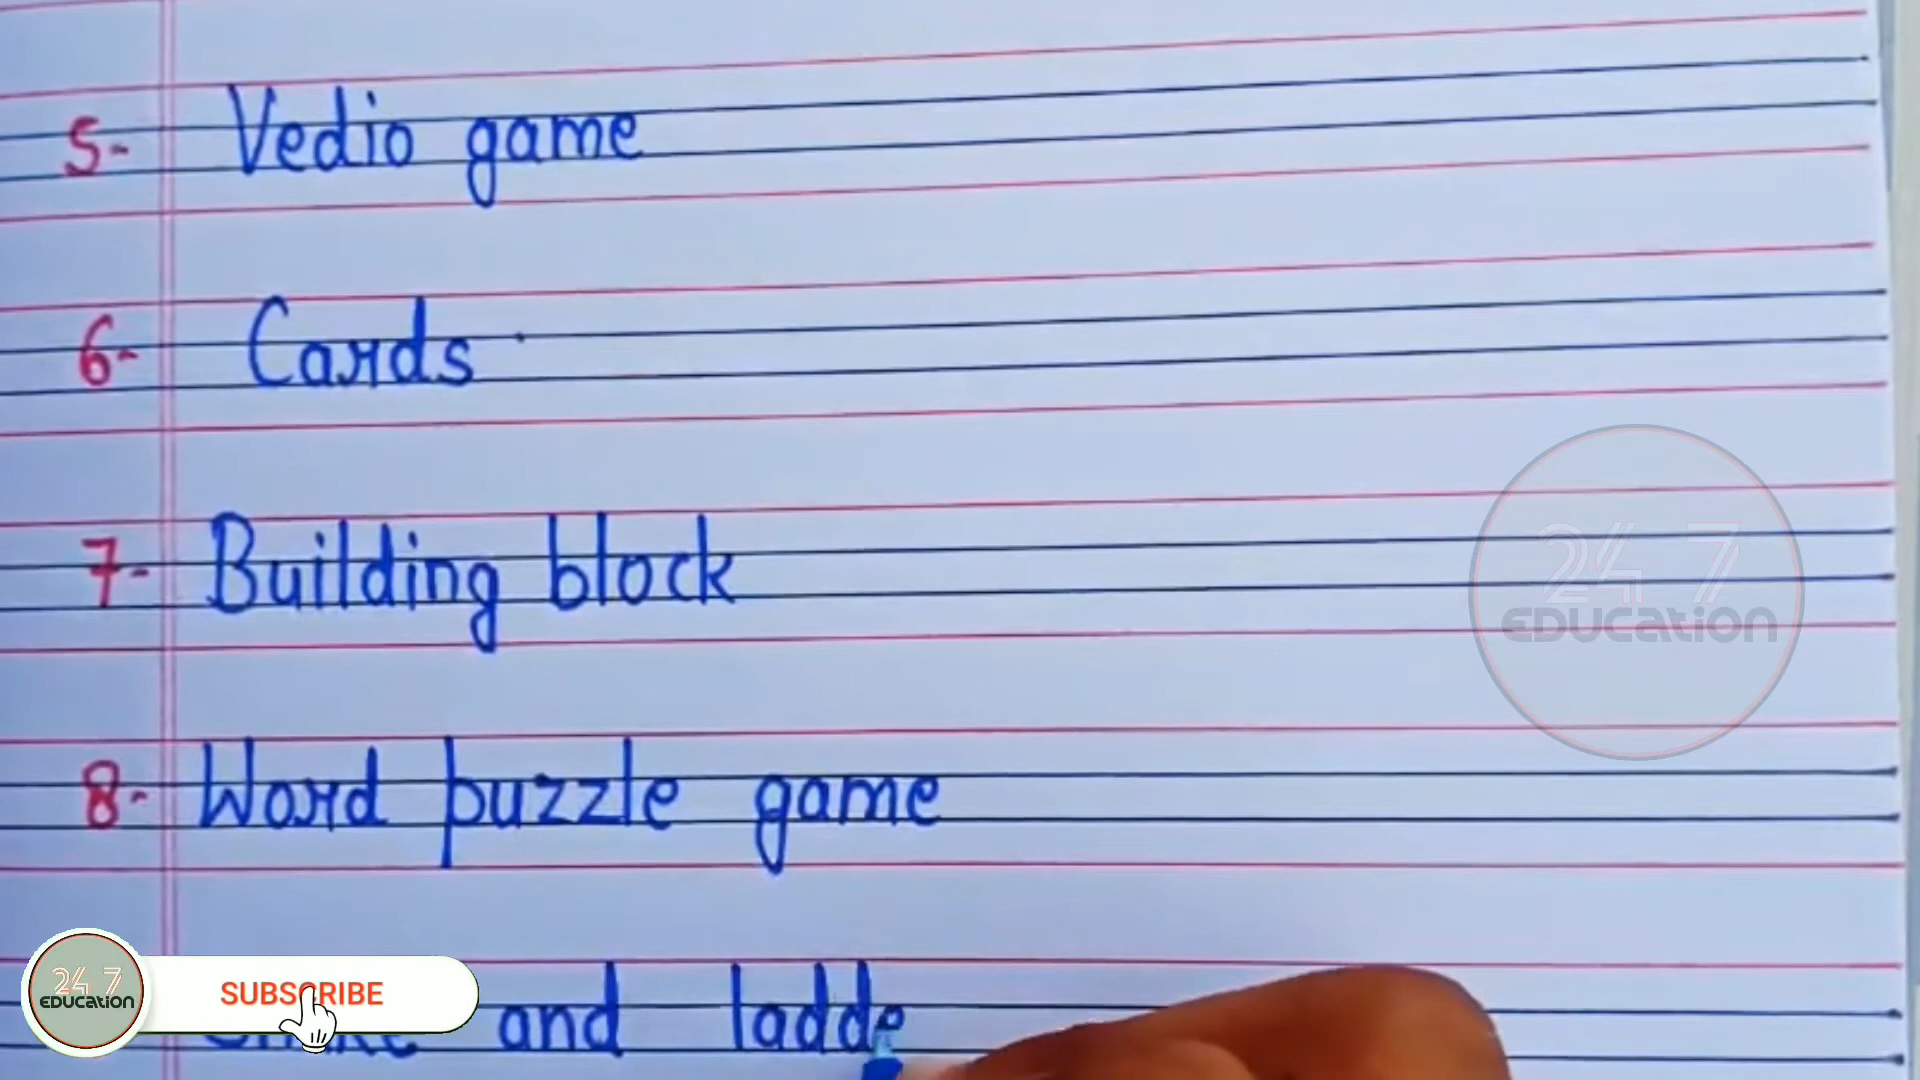 5- Vedio game
6- Cards
7- Building block
24 7
EDUCATION
8- Word puzzle game
24 7
EDUCATION
SUBSCRIBE
and ladde